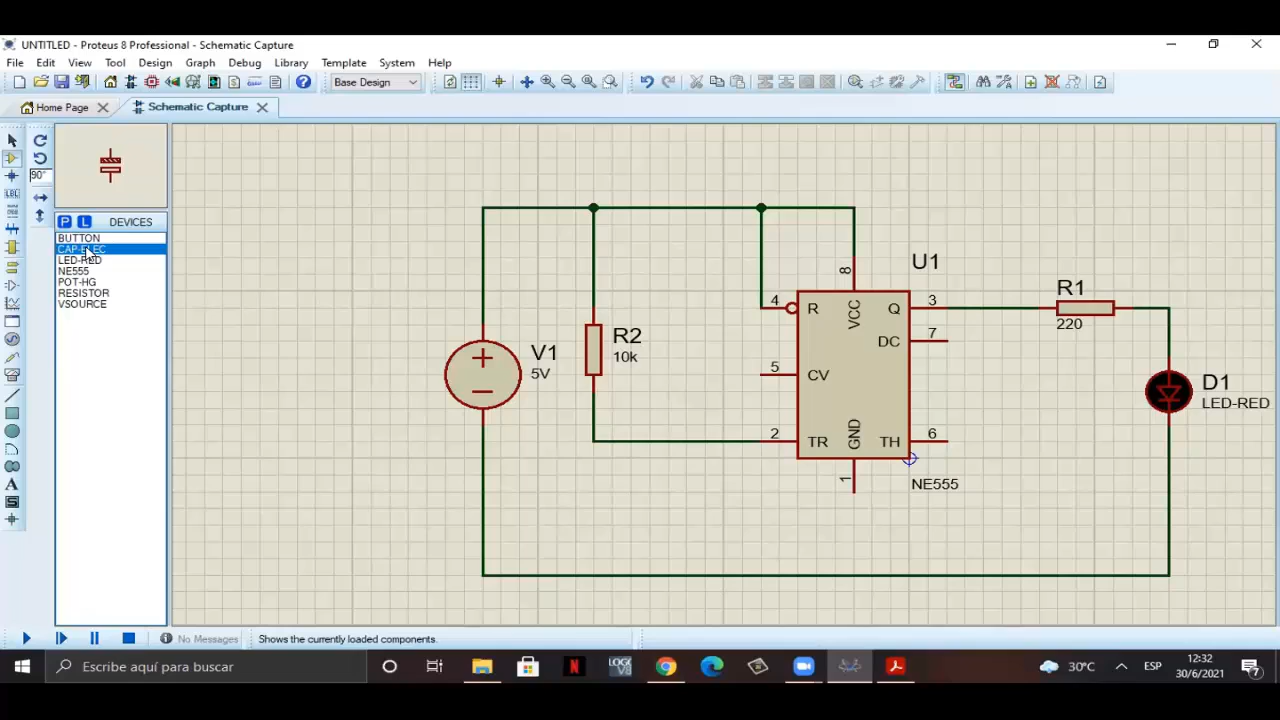 UNTITLED - Proteus 8 Professional - Schematic Capture
File Edit View Tool Design Graph Debug Library Template System Help
Base Design
Home Page Schematic Capture
90°
LBL
P L DEVICES
BUTTON
CAP-ELEC
LED-RED
NE555
POT-HG
RESISTOR
VSOURCE
A
S
V1
5V
R2
10k
U1
8
VCC
4 R Q 3
DC 7
5 CV
2 TR GND TH 6
1
NE555
R1
220
D1
LED-RED
No Messages Shows the currently loaded components.
Escribe aquí para buscar
N
30°C ESP 12:32
30/6/2021
7